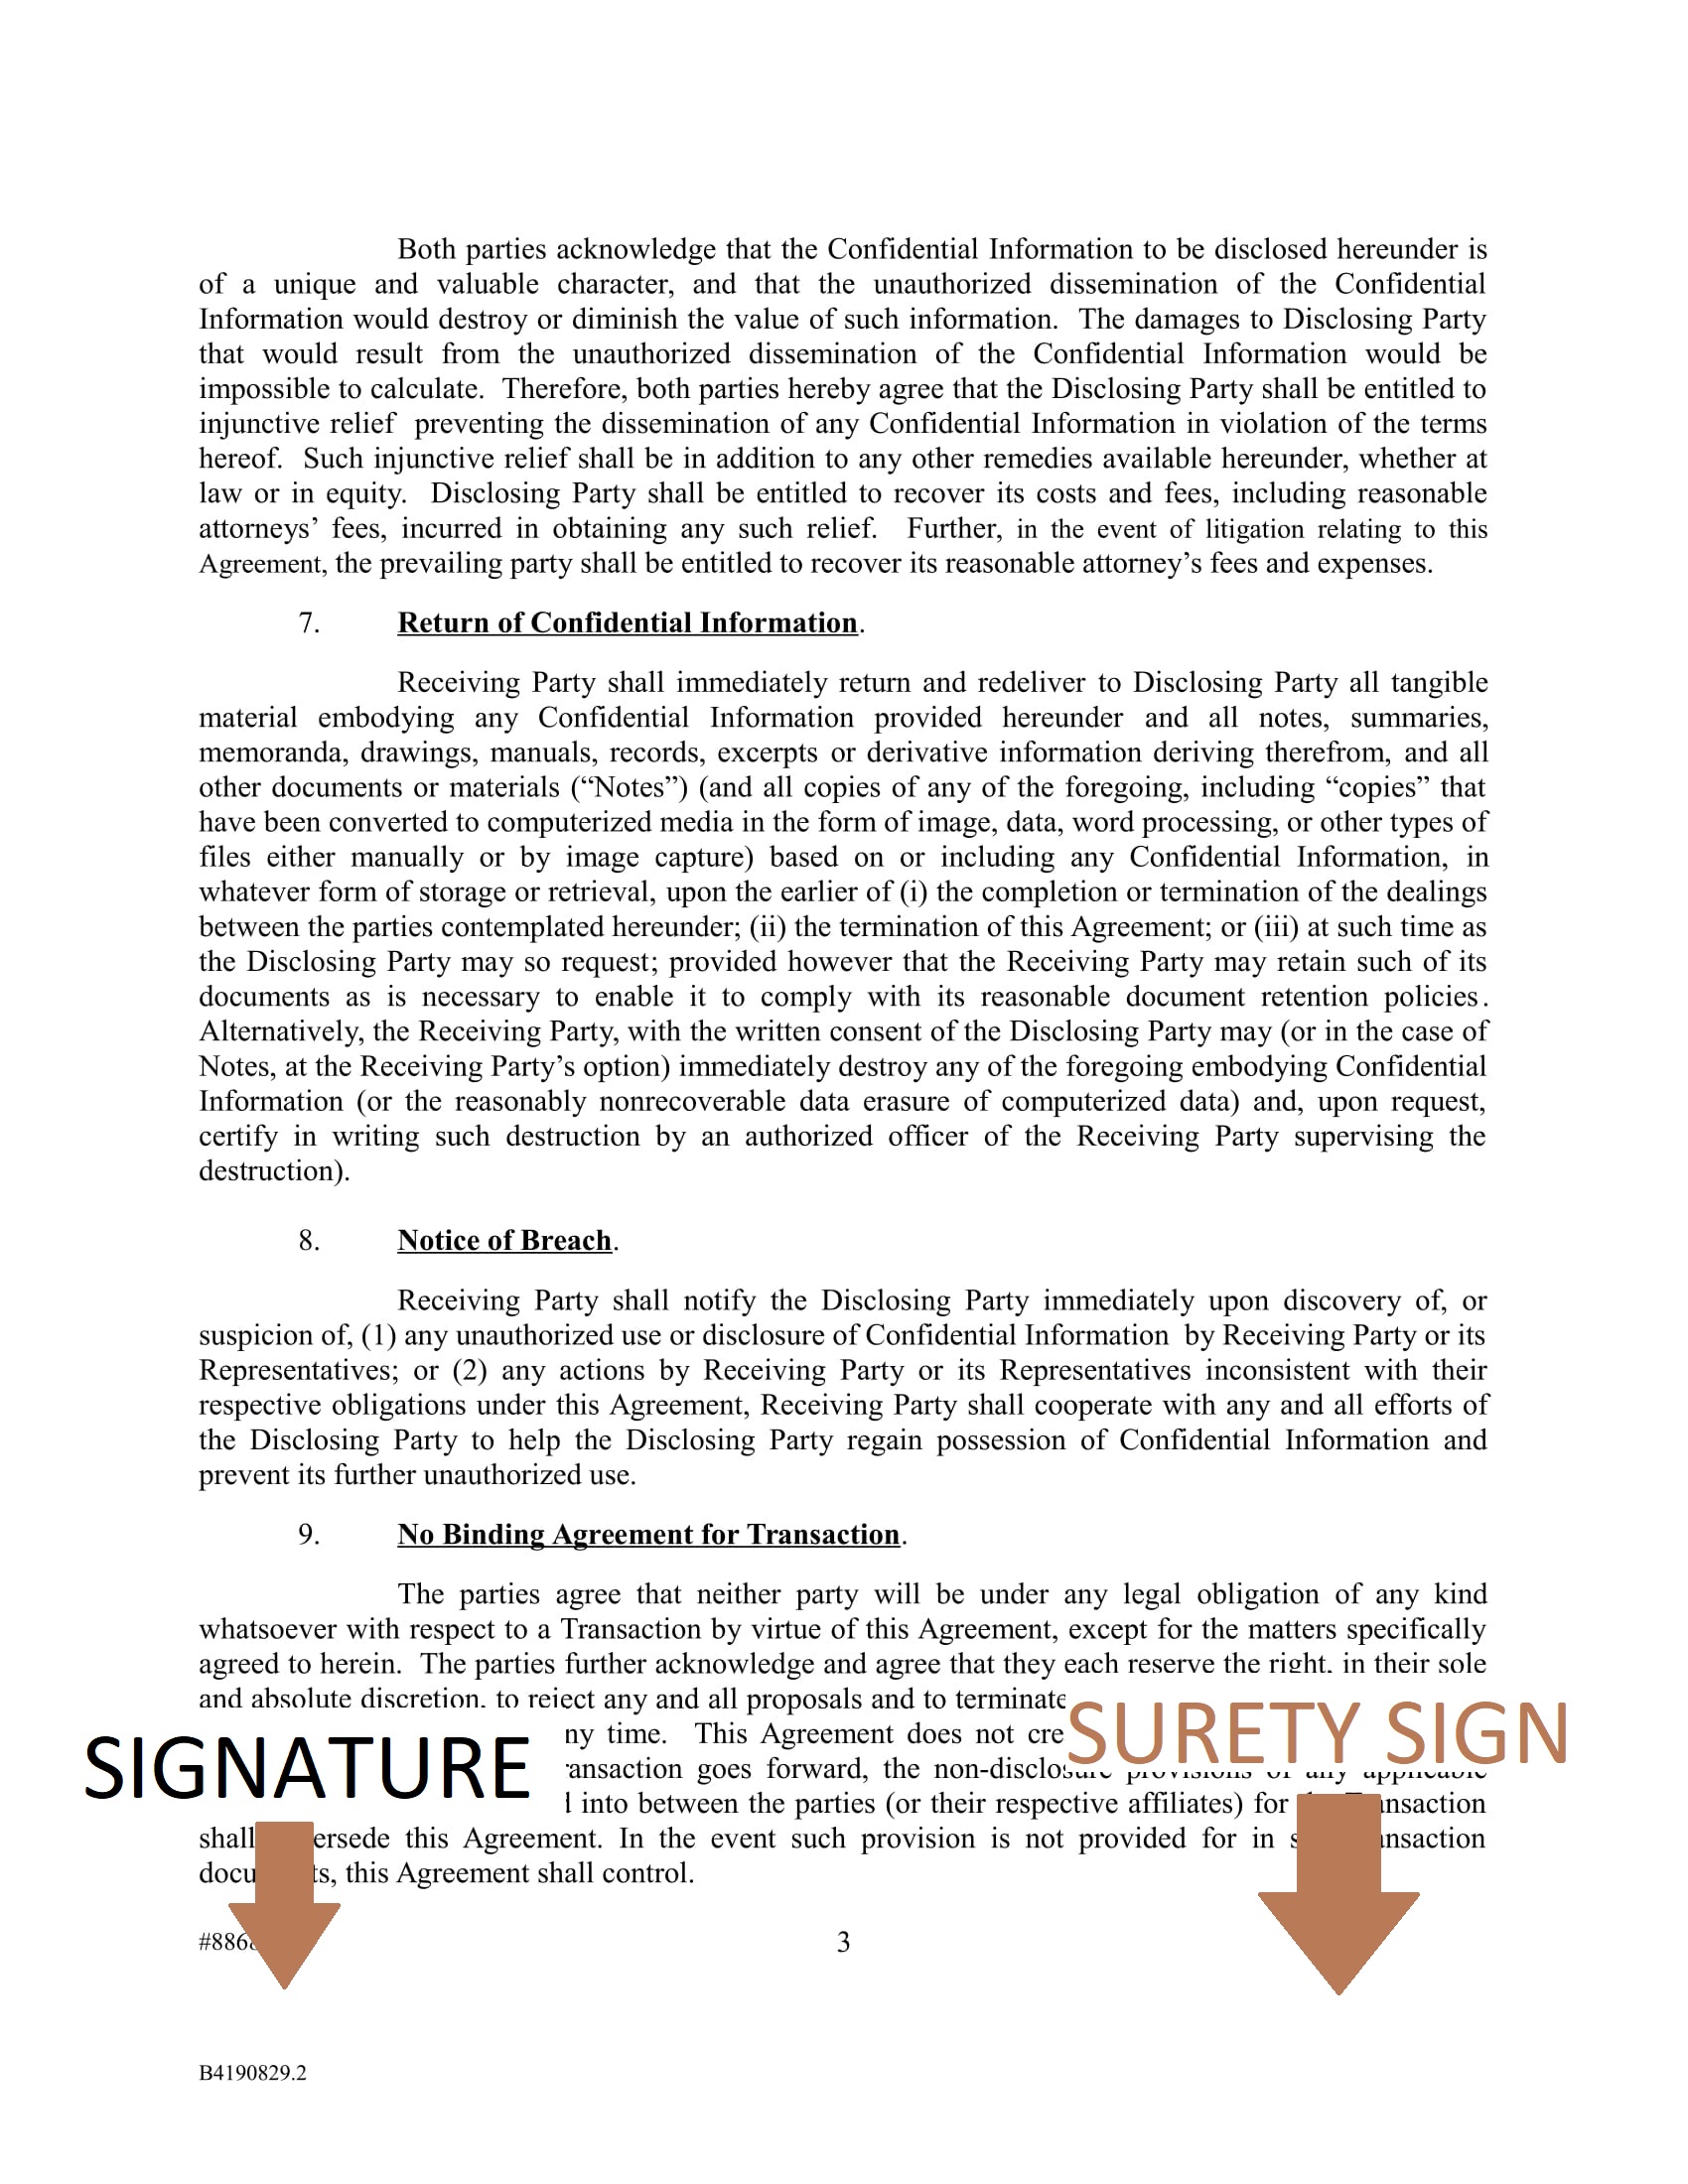 Both parties acknowledge that the Confidential Information to be disclosed hereunder is
of a unique and valuable character, and that the unauthorized dissemination of the Confidential
Information would destroy or diminish the value of such information. The damages to Disclosing Party
that would result from the unauthorized dissemination of the Confidential Information would be
impossible to calculate. Therefore, both parties hereby agree that the Disclosing Party shall be entitled to
injunctive relief preventing the dissemination of any Confidential Information in violation of the terms
hereof. Such injunctive relief shall be in addition to any other remedies available hereunder, whether at
law or in equity. Disclosing Party shall be entitled to recover its costs and fees, including reasonable
attorneys’ fees, incurred in obtaining any such relief. Further, in the event of litigation relating to this
Agreement, the prevailing party shall be entitled to recover its reasonable attorney’s fees and expenses.
7. Return of Confidential Information.
Receiving Party shall immediately return and redeliver to Disclosing Party all tangible
material embodying any Confidential Information provided hereunder and all notes, summaries,
memoranda, drawings, manuals, records, excerpts or derivative information deriving therefrom, and all
other documents or materials (“Notes”) (and all copies of any of the foregoing, including “copies” that
have been converted to computerized media in the form of image, data, word processing, or other types of
files either manually or by image capture) based on or including any Confidential Information, in
whatever form of storage or retrieval, upon the earlier of (i) the completion or termination of the dealings
between the parties contemplated hereunder; (ii) the termination of this Agreement; or (iii) at such time as
the Disclosing Party may so request; provided however that the Receiving Party may retain such of its
documents as is necessary to enable it to comply with its reasonable document retention policies.
Alternatively, the Receiving Party, with the written consent of the Disclosing Party may (or in the case of
Notes, at the Receiving Party’s option) immediately destroy any of the foregoing embodying Confidential
Information (or the reasonably nonrecoverable data erasure of computerized data) and, upon request,
certify in writing such destruction by an authorized officer of the Receiving Party supervising the
destruction).
8. Notice of Breach.
Receiving Party shall notify the Disclosing Party immediately upon discovery of, or
suspicion of, (1) any unauthorized use or disclosure of Confidential Information by Receiving Party or its
Representatives; or (2) any actions by Receiving Party or its Representatives inconsistent with their
respective obligations under this Agreement, Receiving Party shall cooperate with any and all efforts of
the Disclosing Party to help the Disclosing Party regain possession of Confidential Information and
prevent its further unauthorized use.
9. No Binding Agreement for Transaction.
The parties agree that neither party will be under any legal obligation of any kind
whatsoever with respect to a Transaction by virtue of this Agreement, except for the matters specifically
agreed to herein. The parties further acknowledge and agree that they each reserve the right, in their sole
and absolute discretion, to reject any and all proposals and to terminate
SURETY SIGN
time. This Agreement does not
SIGNATURE
goes forward, the non-disclosure provisions of any applicable
into between the parties (or their respective affiliates) for
shall this Agreement. In the event such provision is not provided for in
this Agreement shall control.
3
B4190829.2